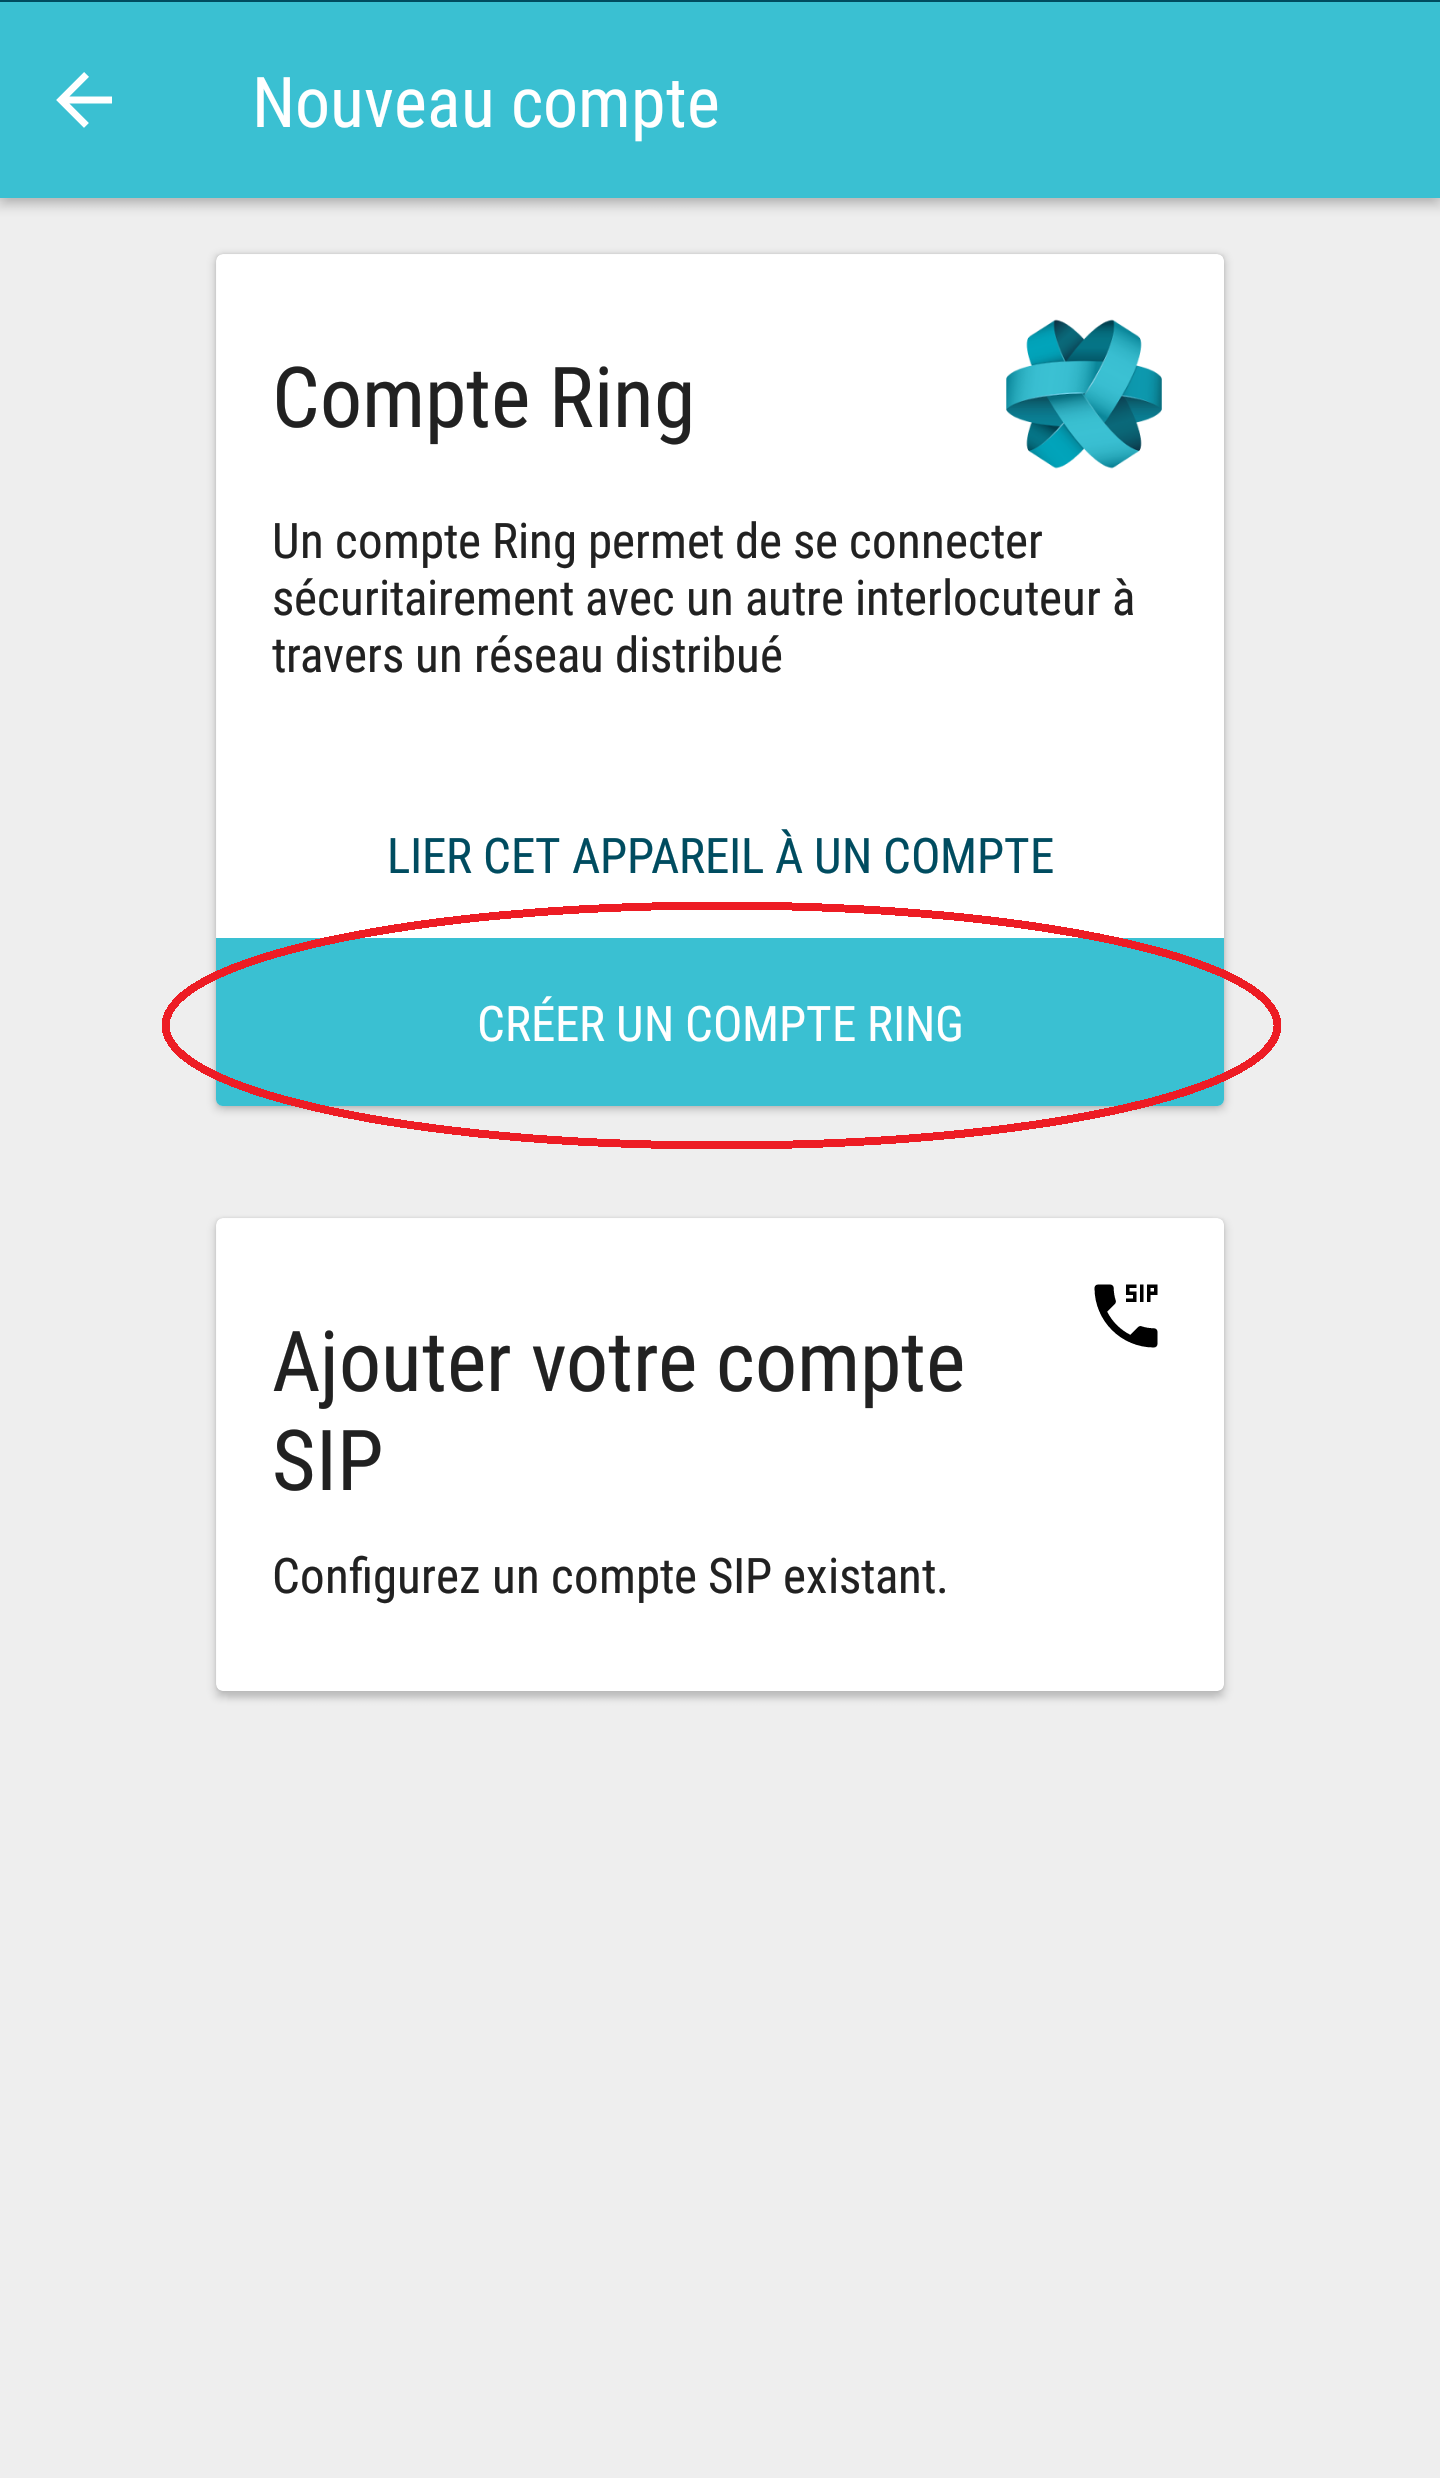 Nouveau compte
Compte Ring
Un compte Ring permet de se connecter
sécuritairement avec un autre interlocuteur à
travers un réseau distribué
LIER CET APPAREIL À UN COMPTE
CRÉER UN COMPTE RING
SIP
Ajouter votre compte
SIP
Configurez un compte SIP existant.